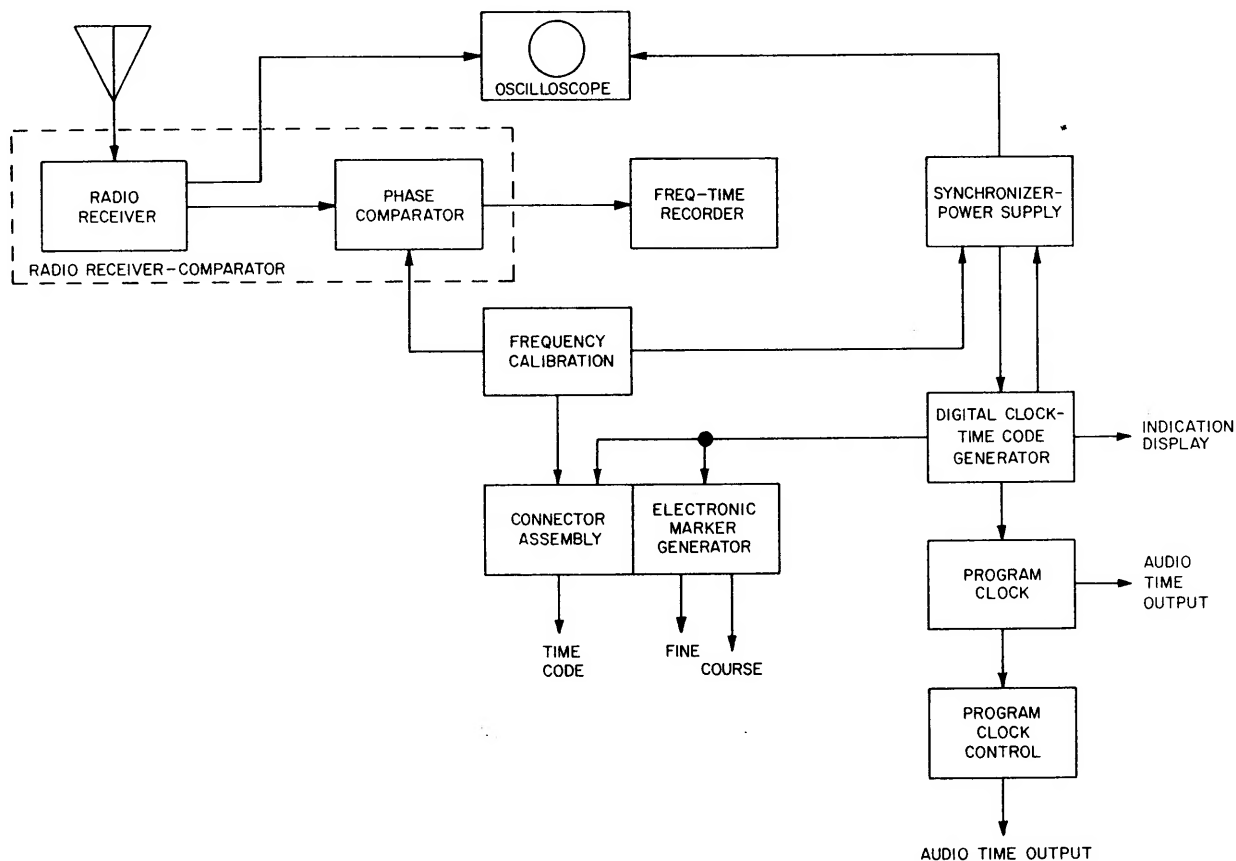 OSCILLOSCOPE
RADIO
RECEIVER
PHASE
COMPARATOR
FREQ-TIME
RECORDER
SYNCHRONIZER-
POWER SUPPLY
RADIO RECEIVER-COMPARATOR
FREQUENCY
CALIBRATION
DIGITAL CLOCK-
TIME CODE
GENERATOR
INDICATION
DISPLAY
CONNECTOR
ASSEMBLY
ELECTRONIC
MARKER
GENERATOR
PROGRAM
CLOCK
AUDIO
TIME
OUTPUT
TIME
CODE
FINE
COURSE
PROGRAM
CLOCK
CONTROL
AUDIO TIME OUTPUT